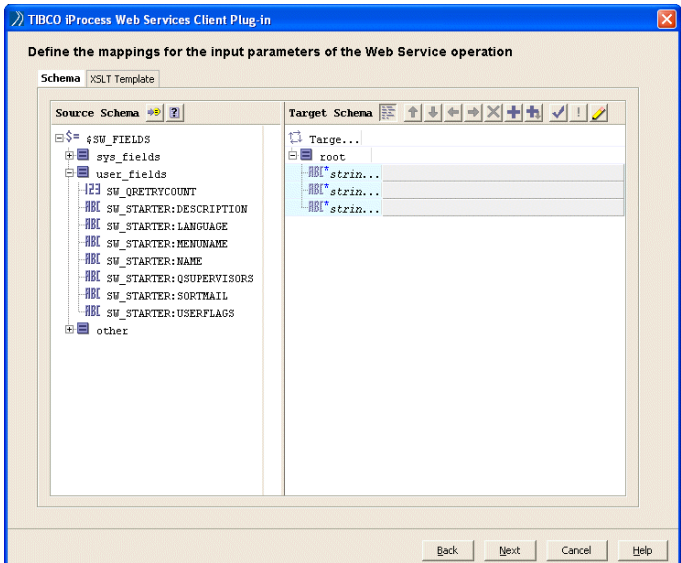 TIBCO iProcess Web Services Client Plug-in
Define the mappings for the input parameters of the Web Service operation
Schema XSLT Template
Source Schema
$SW_FIELDS
sys_fields
user_fields
SW_QRETRYCOUNT
SW_STARTER:DESCRIPTION
SW_STARTER:LANGUAGE
SW_STARTER:MENUNAME
SW_STARTER:NAME
SW_STARTER:QSUPERVISORS
SW_STARTER:SORTMAIL
SW_STARTER:USERFLAGS
other
Target Schema
Targe...
root
strin...
strin...
strin...
Back Next Cancel Help